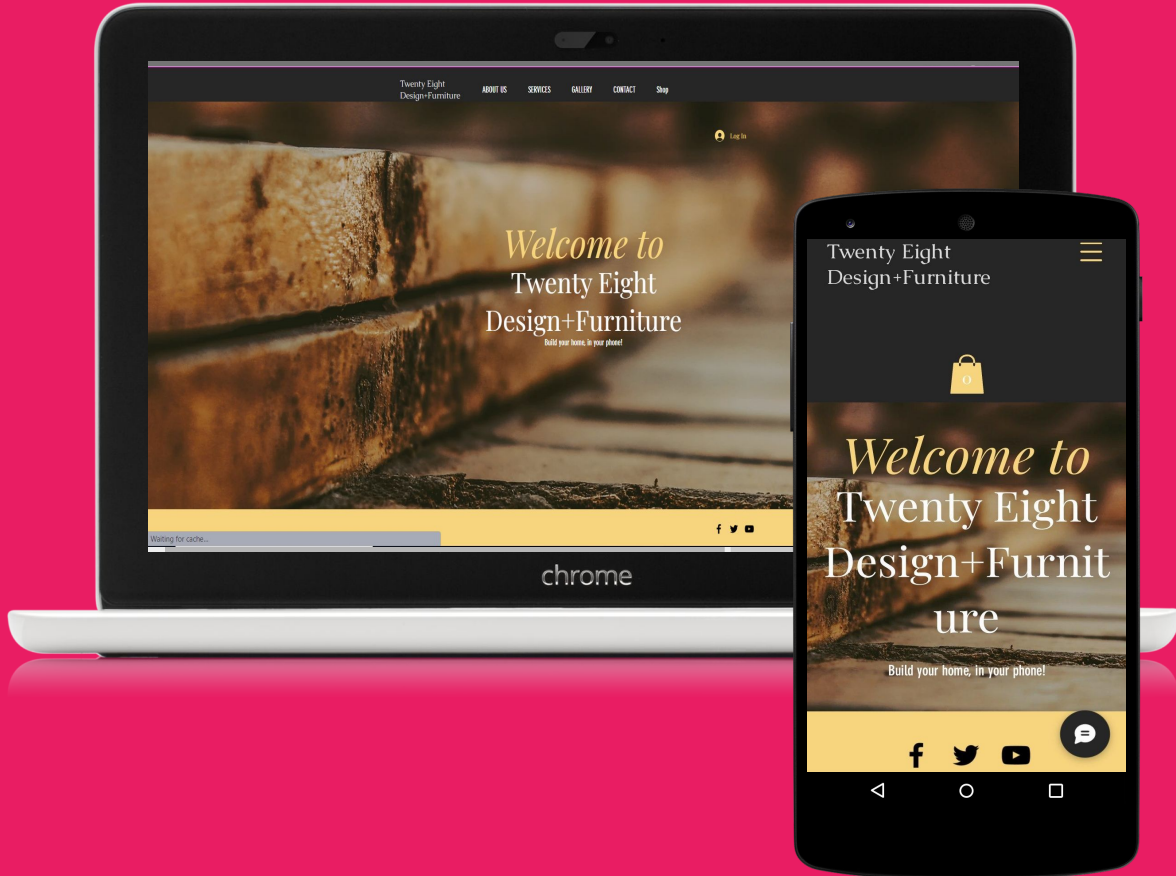 Twenty Eight
Design+Furniture
ABOUT US SERVICES GALLERY CONTACT Shop
Log In
Welcome to
Twenty Eight
Design+Furniture
Build your home, in your phone!
Waiting for cache...
chrome
Twenty Eight
Design+Furniture
0
Welcome to
Twenty Eight
Design+Furnit
ure
Build your home, in your phone!